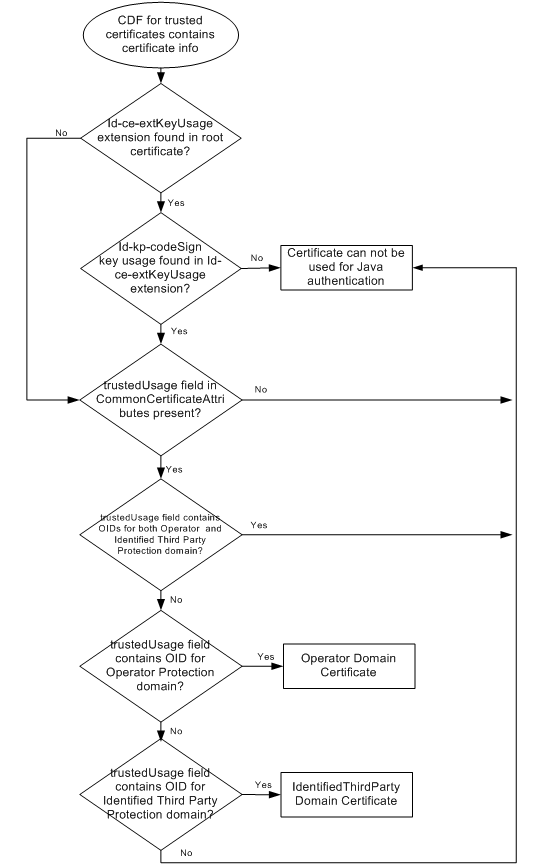 CDF for trusted
certificates contains
certificate info
Id-ce-extKeyUsage
extension found in root
certificate?
No
Yes
Id-kp-codeSign
key usage found in Id-
ce-extKeyUsage
extension?
No
Certificate can not be
used for Java
authentication
Yes
trustedUsage field in
CommonCertificateAttri
butes present?
No
Yes
trustedUsage field contains
OIDs for both Operator and
Identified Third Party
Protection domain?
Yes
No
trustedUsage field
contains OID for
Operator Protection
domain?
Yes
Operator Domain
Certificate
No
trustedUsage field
contains OID for
Identified Third Party
Protection domain?
Yes
IdentifiedThirdParty
Domain Certificate
No